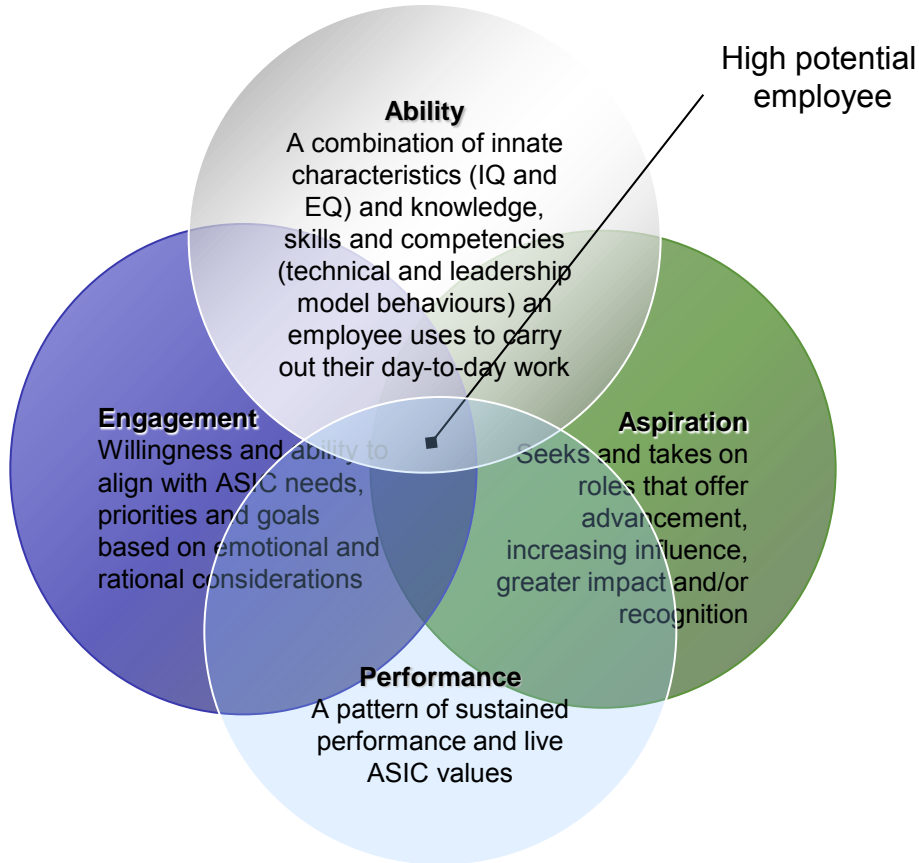 High potential
employee
Ability
A combination of innate
characteristics (IQ and
EQ) and knowledge,
skills and competencies
(technical and leadership
model behaviours) an
employee uses to carry
out their day-to-day work
Engagement
Willingness and ability to
align with ASIC needs,
priorities and goals
based on emotional and
rational considerations
Aspiration
Seeks and takes on
roles that offer
advancement,
increasing influence,
greater impact and/or
recognition
Performance
A pattern of sustained
performance and live
ASIC values